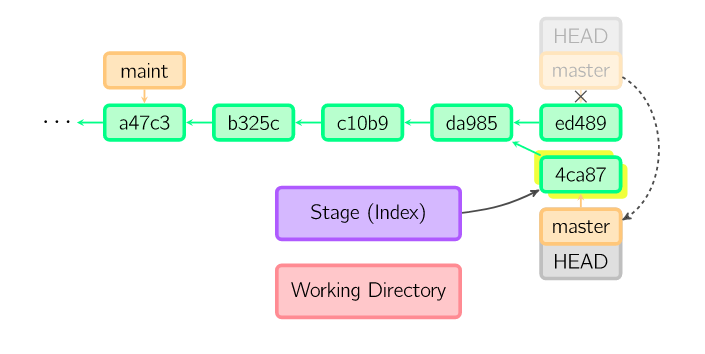 HEAD
maint
master
· · ·
a47c3
b325c
c10b9
da985
ed489
4ca87
Stage (Index)
master
HEAD
Working Directory